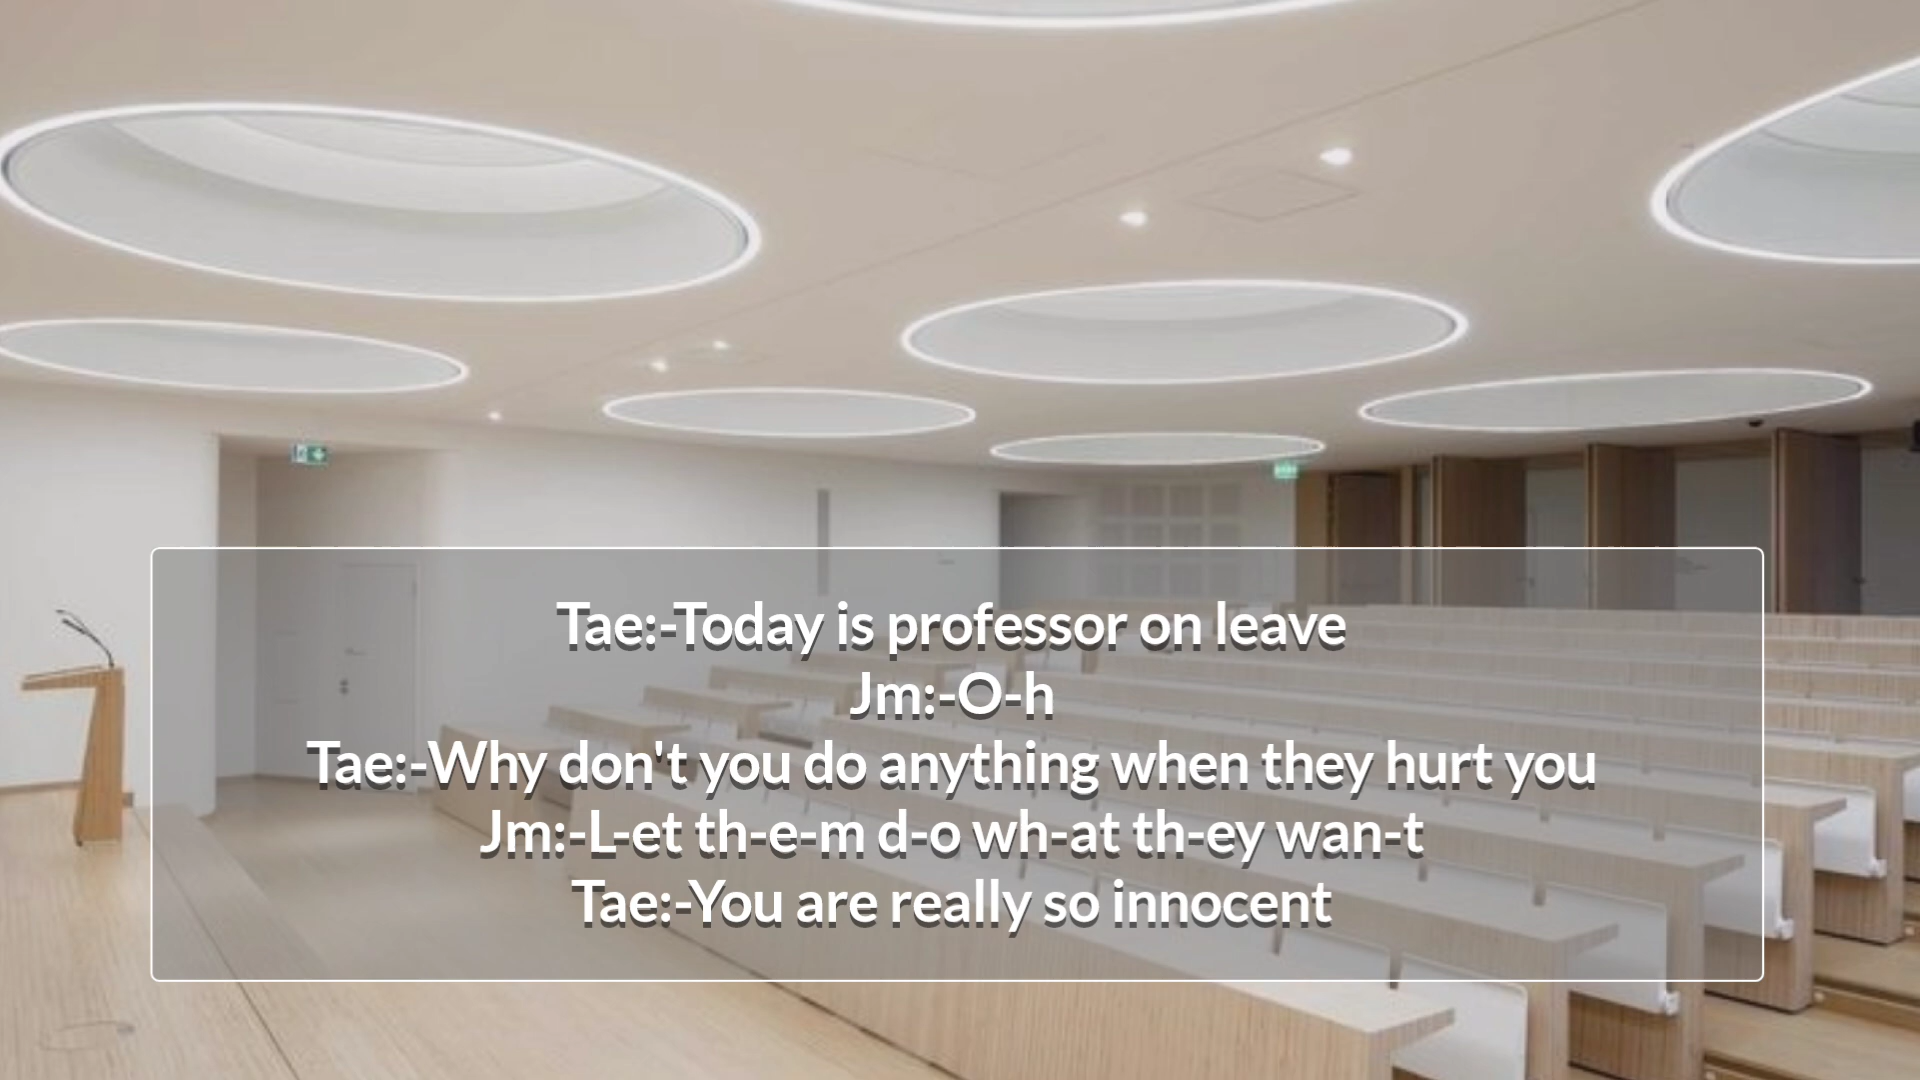 Tae:-Today is professor on leave
Jm:-O-h
Tae:-Why don't you do anything when they hurt you
Jm:-L-et th-e-m d-o wh-at th-ey wan-t
Tae:-You are really so innocent